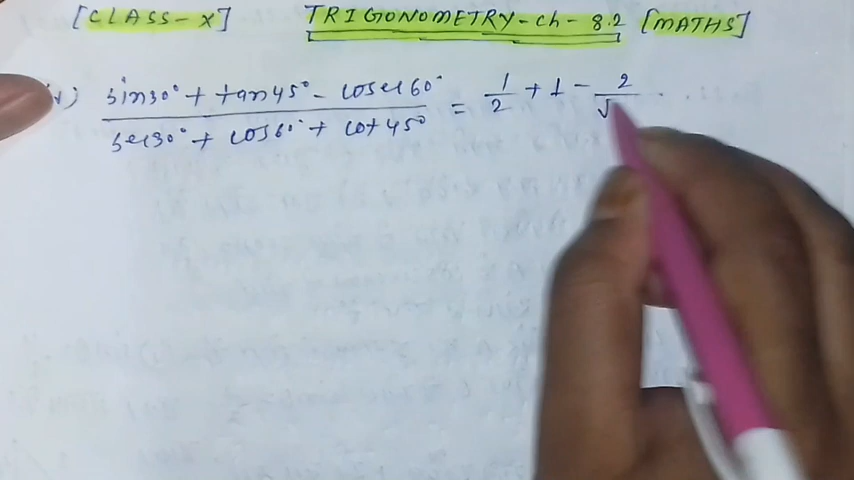 [CLASS-X] TRIGONOMETRY-Ch-8.2 [MATHS]
sin30° + tan45° - cosec60° = 1/2 + 1 - 2/√
sec30° + cos60° + cot45°